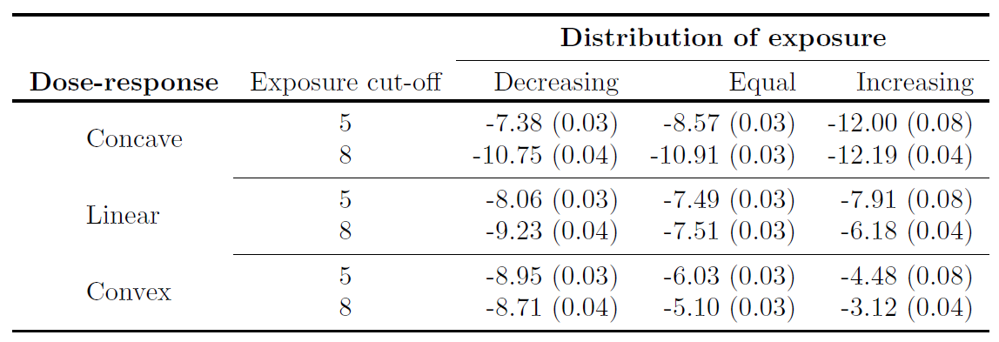 Distribution of exposure
Dose-response Exposure cut-off Decreasing Equal Increasing
Concave
5 -7.38 (0.03) -8.57 (0.03) -12.00 (0.08)
8 -10.75 (0.04) -10.91 (0.03) -12.19 (0.04)
Linear
5 -8.06 (0.03) -7.49 (0.03) -7.91 (0.08)
8 -9.23 (0.04) -7.51 (0.03) -6.18 (0.04)
Convex
5 -8.95 (0.03) -6.03 (0.03) -4.48 (0.08)
8 -8.71 (0.04) -5.10 (0.03) -3.12 (0.04)